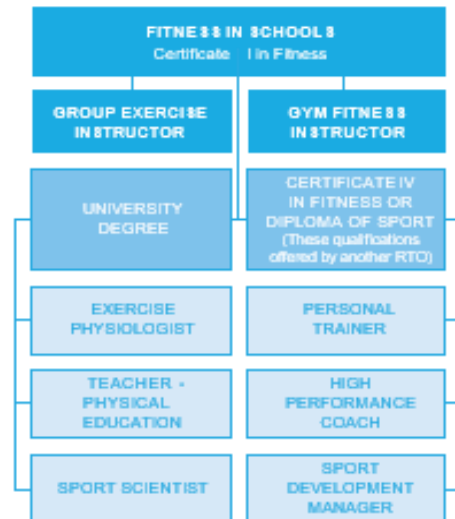 FITNESS IN SCHOOLS
Certificate I in Fitness
GROUP EXERCISE
INSTRUCTOR
GYM FITNESS
INSTRUCTOR
UNIVERSITY
DEGREE
CERTIFICATE IV
IN FITNESS OR
DIPLOMA OF SPORT
(These qualifications
offered by another RTO)
EXERCISE
PHYSIOLOGIST
PERSONAL
TRAINER
TEACHER -
PHYSICAL
EDUCATION
HIGH
PERFORMANCE
COACH
SPORT SCIENTIST
SPORT
DEVELOPMENT
MANAGER